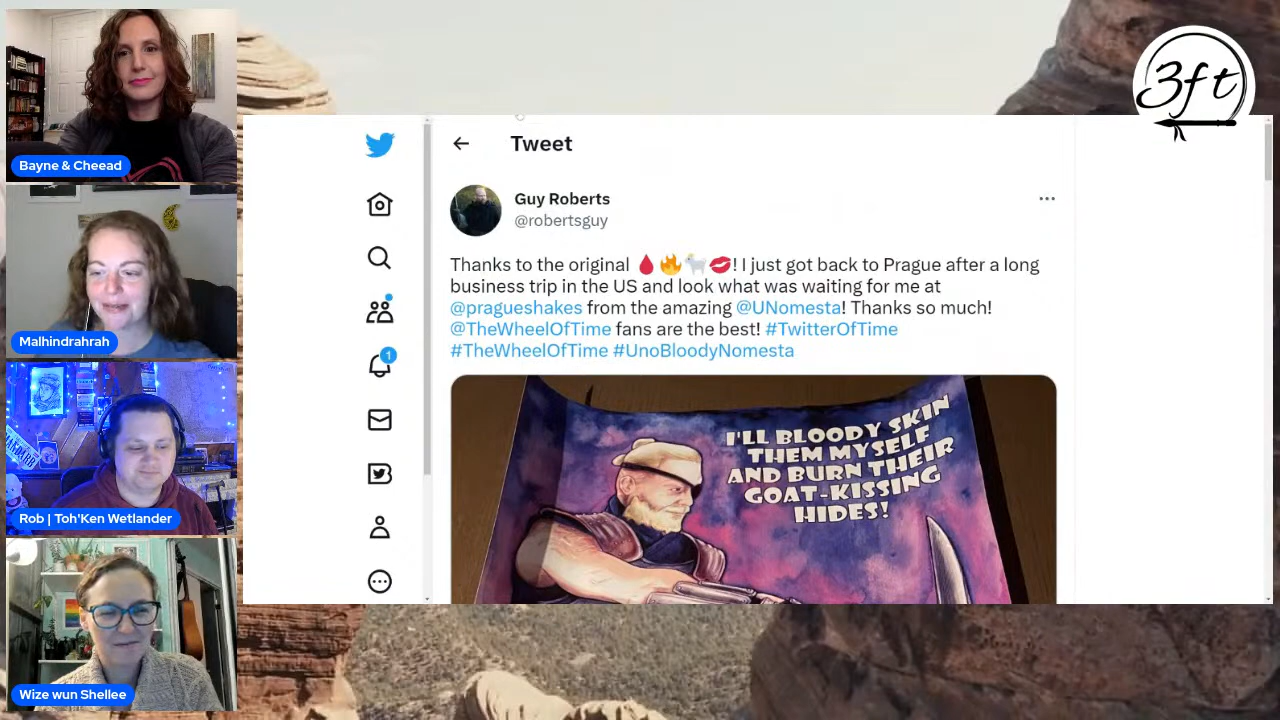 3ft
Bayne & Cheead
Malhindrahrah
Rob | Toh'Ken Wetlander
Wize wun Shellee
Tweet
Guy Roberts
@robertsguy
Thanks to the original 🩸🔥🐐💋! I just got back to Prague after a long
business trip in the US and look what was waiting for me at
@pragueshakes from the amazing @UNomesta! Thanks so much!
@TheWheelOfTime fans are the best! #TwitterOfTime
#TheWheelOfTime #UnoBloodyNomesta
1
I'LL BLOODY SKIN
THEM MYSELF
AND BURN THEIR
GOAT-KISSING
HIDES!